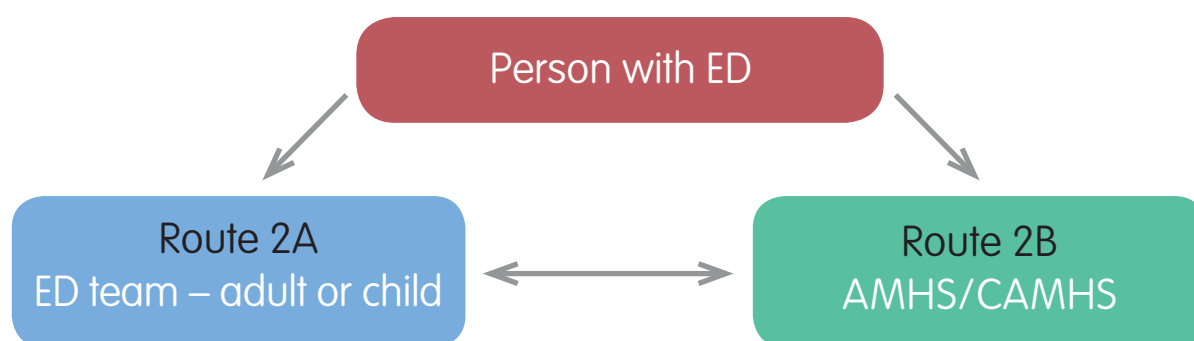 Person with ED
Route 2A
ED team – adult or child
Route 2B
AMHS/CAMHS